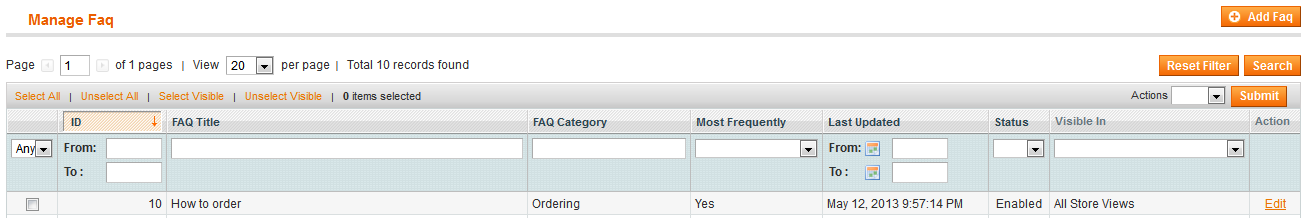 Manage Faq Add Faq
Page 1 of 1 pages | View 20 per page | Total 10 records found Reset Filter Search
Select All | Unselect All | Select Visible | Unselect Visible | 0 items selected Actions Submit
ID FAQ Title FAQ Category Most Frequently Last Updated Status Visible In Action
Any From: From:
To : To :
10 How to order Ordering Yes May 12, 2013 9:57:14 PM Enabled All Store Views Edit